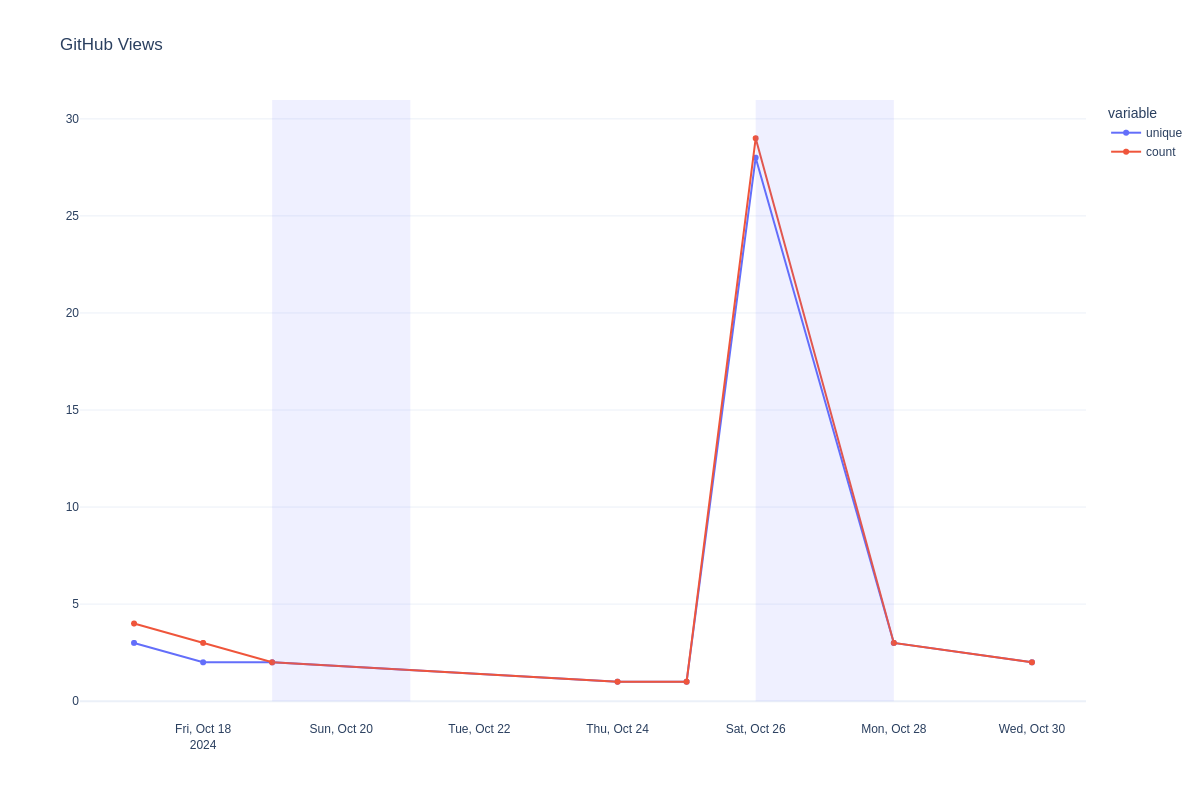 GitHub Views
variable
unique
count
30
25
20
15
10
5
0
Fri, Oct 18
2024
Sun, Oct 20
Tue, Oct 22
Thu, Oct 24
Sat, Oct 26
Mon, Oct 28
Wed, Oct 30